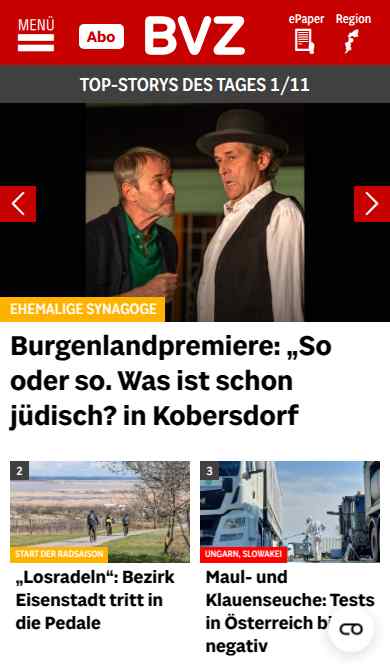 MENÜ
Abo
BVZ
ePaper
Region
TOP-STORYS DES TAGES 1/11
EHEMALIGE SYNAGOGE
Burgenlandpremiere: „So
oder so. Was ist schon
jüdisch? in Kobersdorf
2
START DER RADSAISON
„Losradeln“: Bezirk
Eisenstadt tritt in
die Pedale
3
UNGARN, SLOWAKEI
Maul- und
Klauenseuche: Tests
in Österreich
negativ